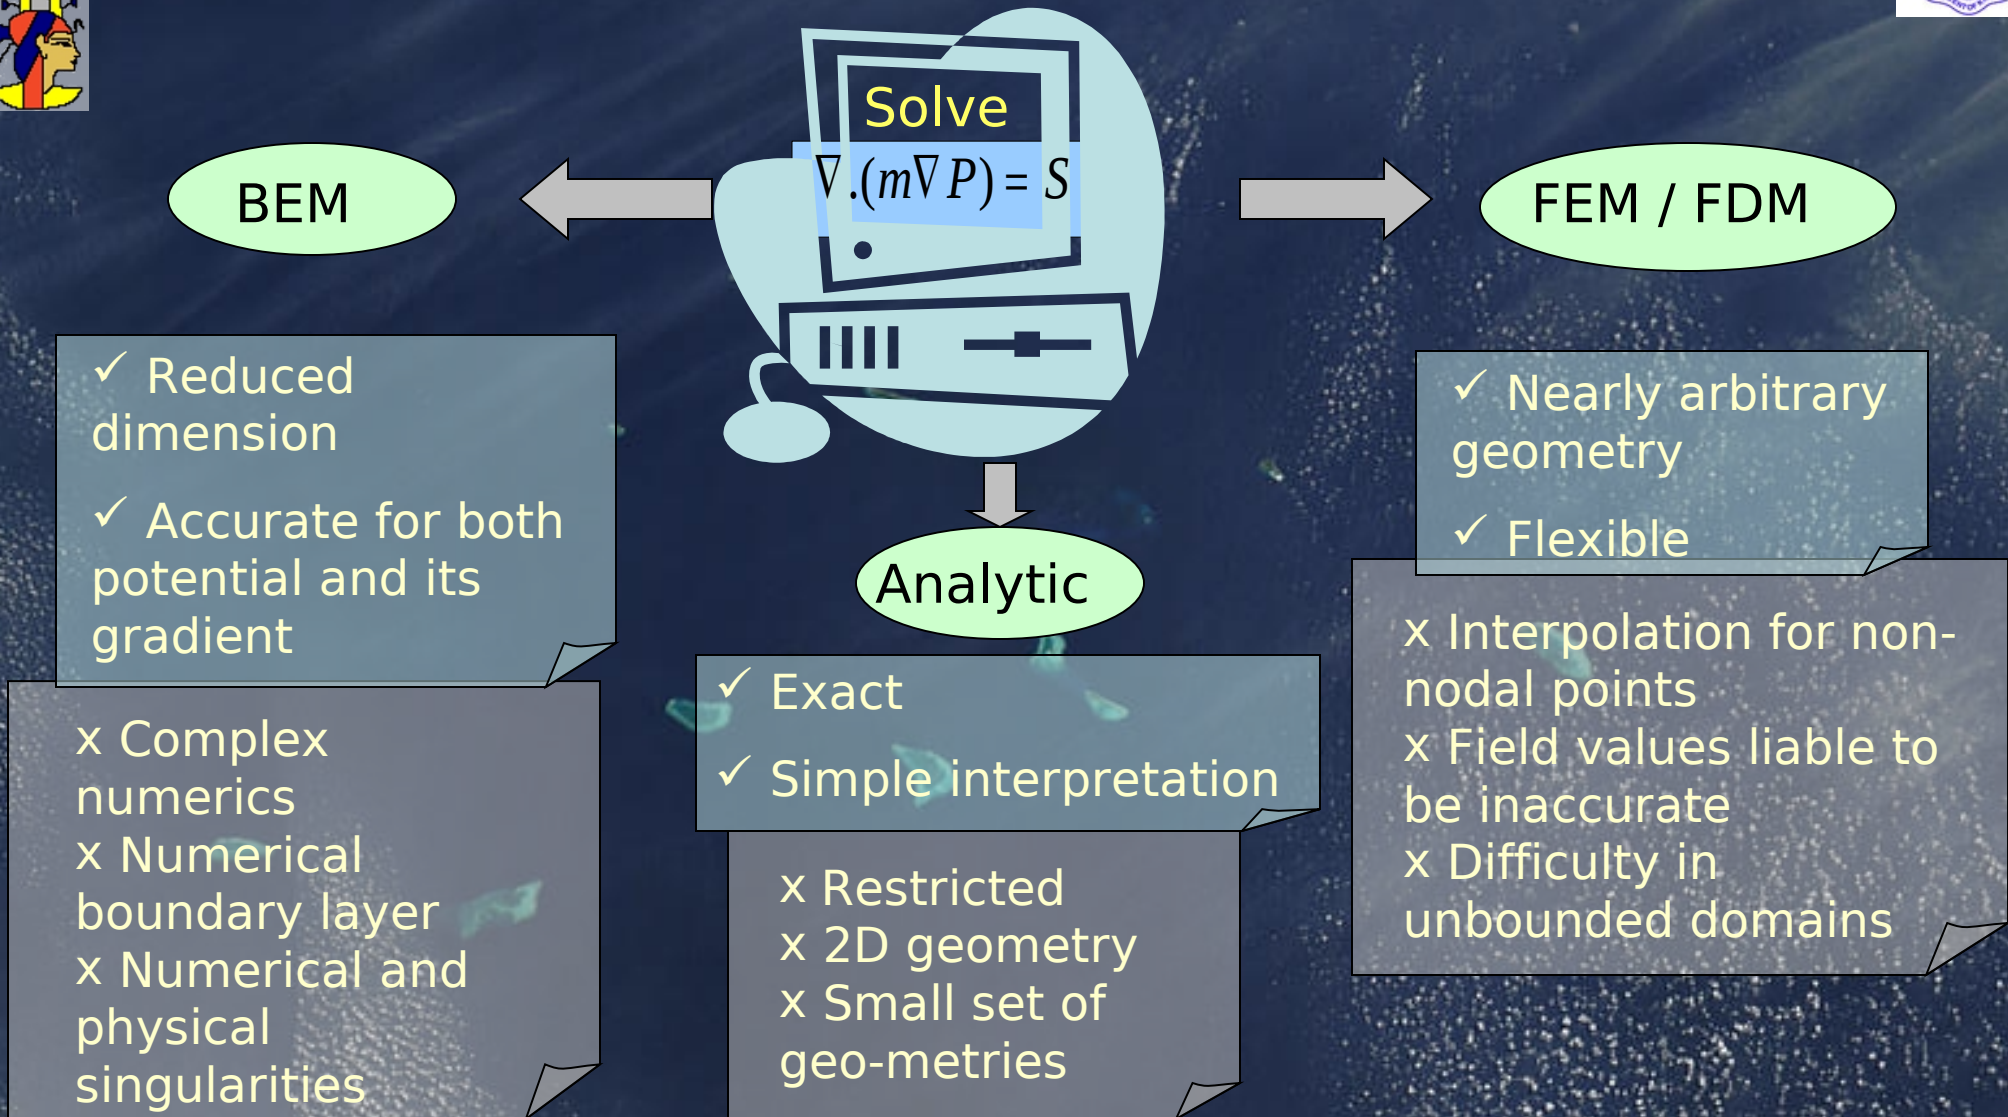 Solve
∇.(m∇P) = S
BEM
FEM / FDM
✓ Reduced
dimension
✓ Accurate for both
potential and its
gradient
x Complex
numerics
x Numerical
boundary layer
x Numerical and
physical
singularities
Analytic
✓ Exact
✓ Simple interpretation
x Restricted
x 2D geometry
x Small set of
geo-metries
✓ Nearly arbitrary
geometry
✓ Flexible
x Interpolation for non-
nodal points
x Field values liable to
be inaccurate
x Difficulty in
unbounded domains